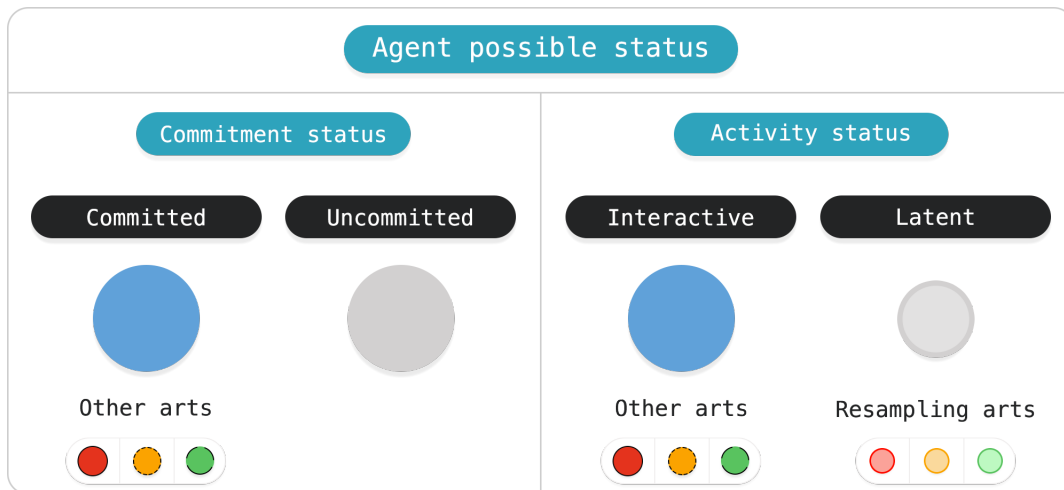 Agent possible status
Commitment status
Committed
Uncommitted
Other arts
Activity status
Interactive
Latent
Other arts
Resampling arts